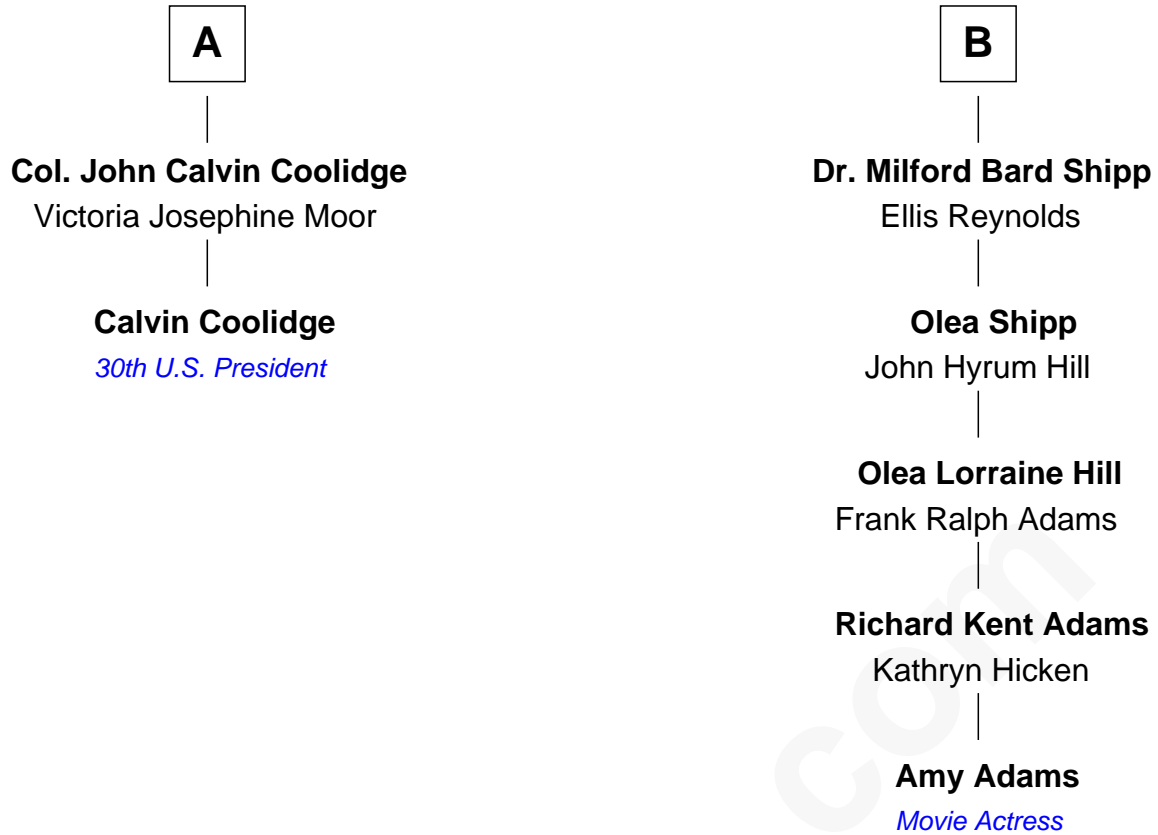 A
Col. John Calvin Coolidge
Victoria Josephine Moor
Calvin Coolidge
30th U.S. President
B
Dr. Milford Bard Shipp
Ellis Reynolds
Olea Shipp
John Hyrum Hill
Olea Lorraine Hill
Frank Ralph Adams
Richard Kent Adams
Kathryn Hicken
Amy Adams
Movie Actress
com